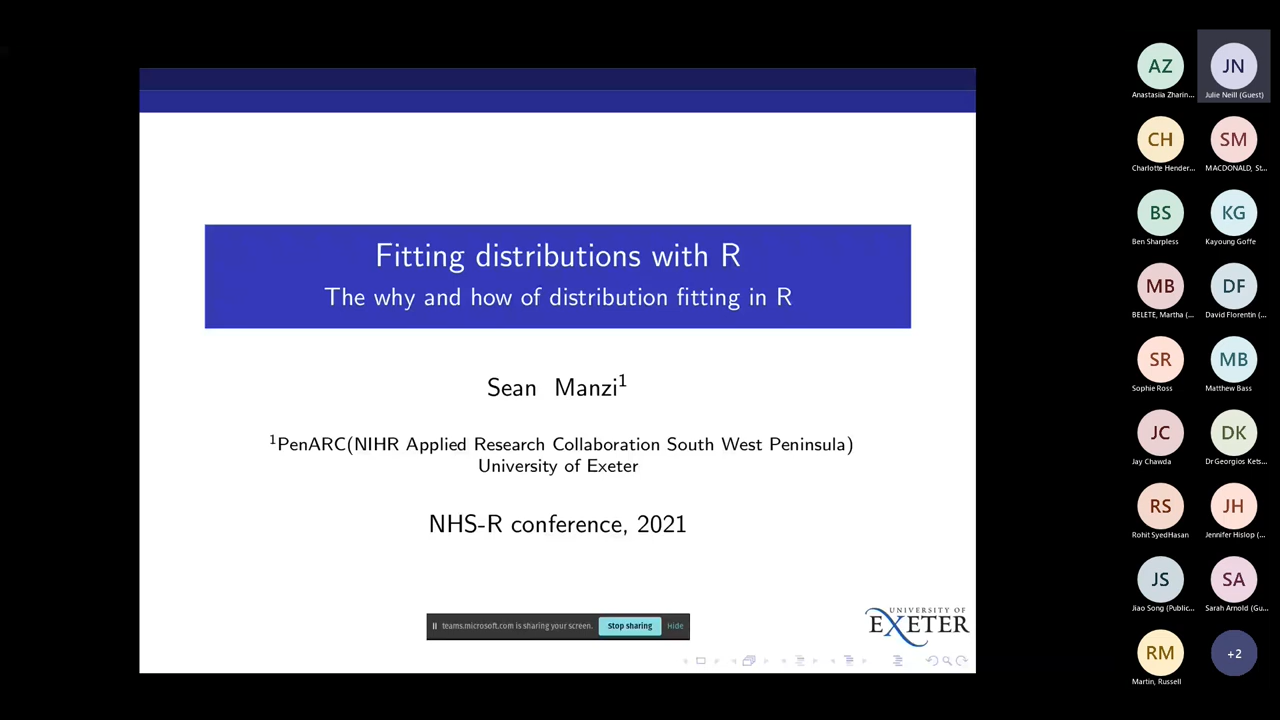 Fitting distributions with R
The why and how of distribution fitting in R
Sean Manzi1
1PenARC(NIHR Applied Research Collaboration South West Peninsula)
University of Exeter
NHS-R conference, 2021
teams.microsoft.com is sharing your screen. Stop sharing Hide
UNIVERSITY OF
EXETER
AZ JN
Anastasiia Zharin... Julie Neill (Guest)
CH SM
Charlotte Hender... MACDONALD, St...
BS KG
Ben Sharpless Kayoung Goffe
MB DF
BELETE, Martha (... David Florentin (...
SR MB
Sophie Ross Matthew Bass
JC DK
Jay Chawda Dr Georgios Kets...
RS JH
Rohit SyedHasan Jennifer Hislop (...
JS SA
Jiao Song (Public... Sarah Arnold (Gu...
RM +2
Martin, Russell